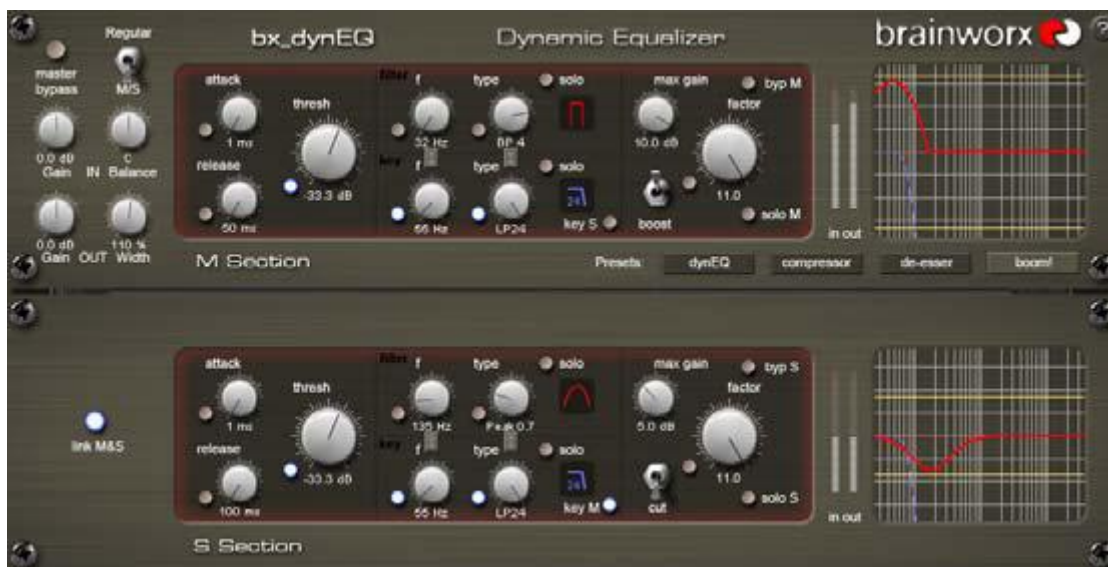 Regular
bx_dynEQ
Dynamic Equalizer
brainworx
?
master
bypass
M/S
attack
thresh
filter
f
type
solo
max gain
byp M
factor
1 ms
32 Hz
BP 4
10.0 dB
0.0 dB
C
Gain IN Balance
release
key
f
type
solo
-33.3 dB
24
11.0
50 ms
66 Hz
LP24
key S
boost
solo M
in out
0.0 dB
110 %
Gain OUT Width
M Section
Presets
dynEQ
compressor
de-esser
boom!
attack
thresh
filter
f
type
solo
max gain
byp S
factor
1 ms
135 Hz
Peak 0.7
5.0 dB
link M&S
release
key
f
type
solo
-33.3 dB
24
11.0
100 ms
LP24
key M
cut
solo S
in out
S Section